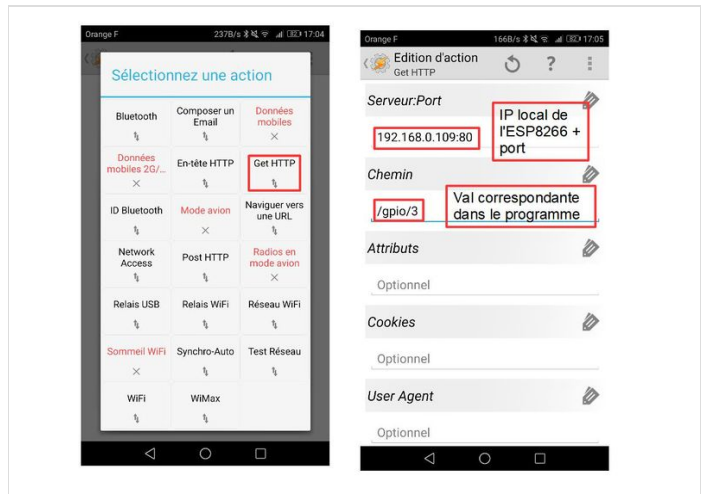 Orange F 237B/s 82 17:04
Sélectionnez une action
Bluetooth
Composer un Email
Données mobiles
Données mobiles 2G/...
En-tête HTTP
Get HTTP
ID Bluetooth
Mode avion
Naviguer vers une URL
Network Access
Post HTTP
Radios en mode avion
Relais USB
Relais WiFi
Réseau WiFi
Sommeil WiFi
Synchro-Auto
Test Réseau
WiFi
WiMax
Orange F 166B/s 82 17:05
Edition d'action
Get HTTP
?
Serveur:Port
192.168.0.109:80
IP local de
l'ESP8266 +
port
Chemin
/gpio/3
Val correspondante
dans le programme
Attributs
Optionnel
Cookies
Optionnel
User Agent
Optionnel